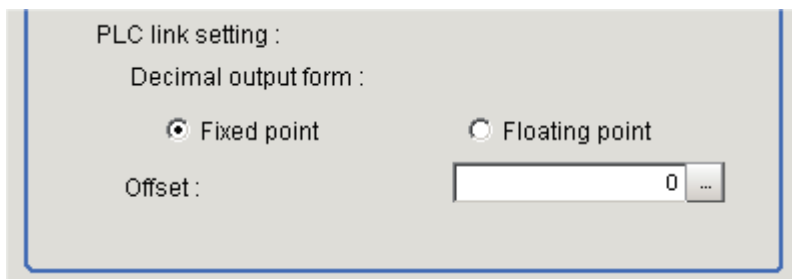 PLC link setting :
Decimal output form :
Fixed point Floating point
Offset : 0 ...